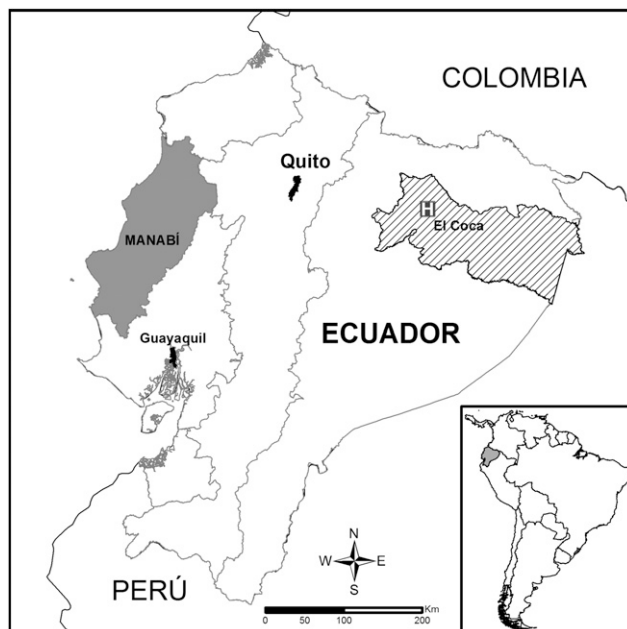 COLOMBIA
Quito
H
El Coca
MANABÍ
ECUADOR
Guayaquil
N
W E
S
PERÚ
Km
0 50 100 200